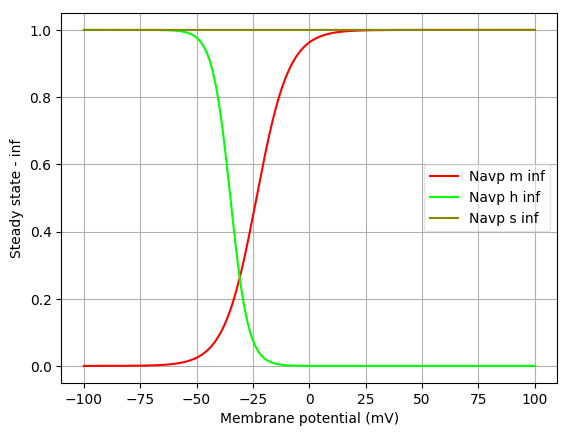 1.0
0.8
0.6
0.4
0.2
0.0
Steady state - inf
Navp m inf
Navp h inf
Navp s inf
−100 −75 −50 −25 0 25 50 75 100
Membrane potential (mV)